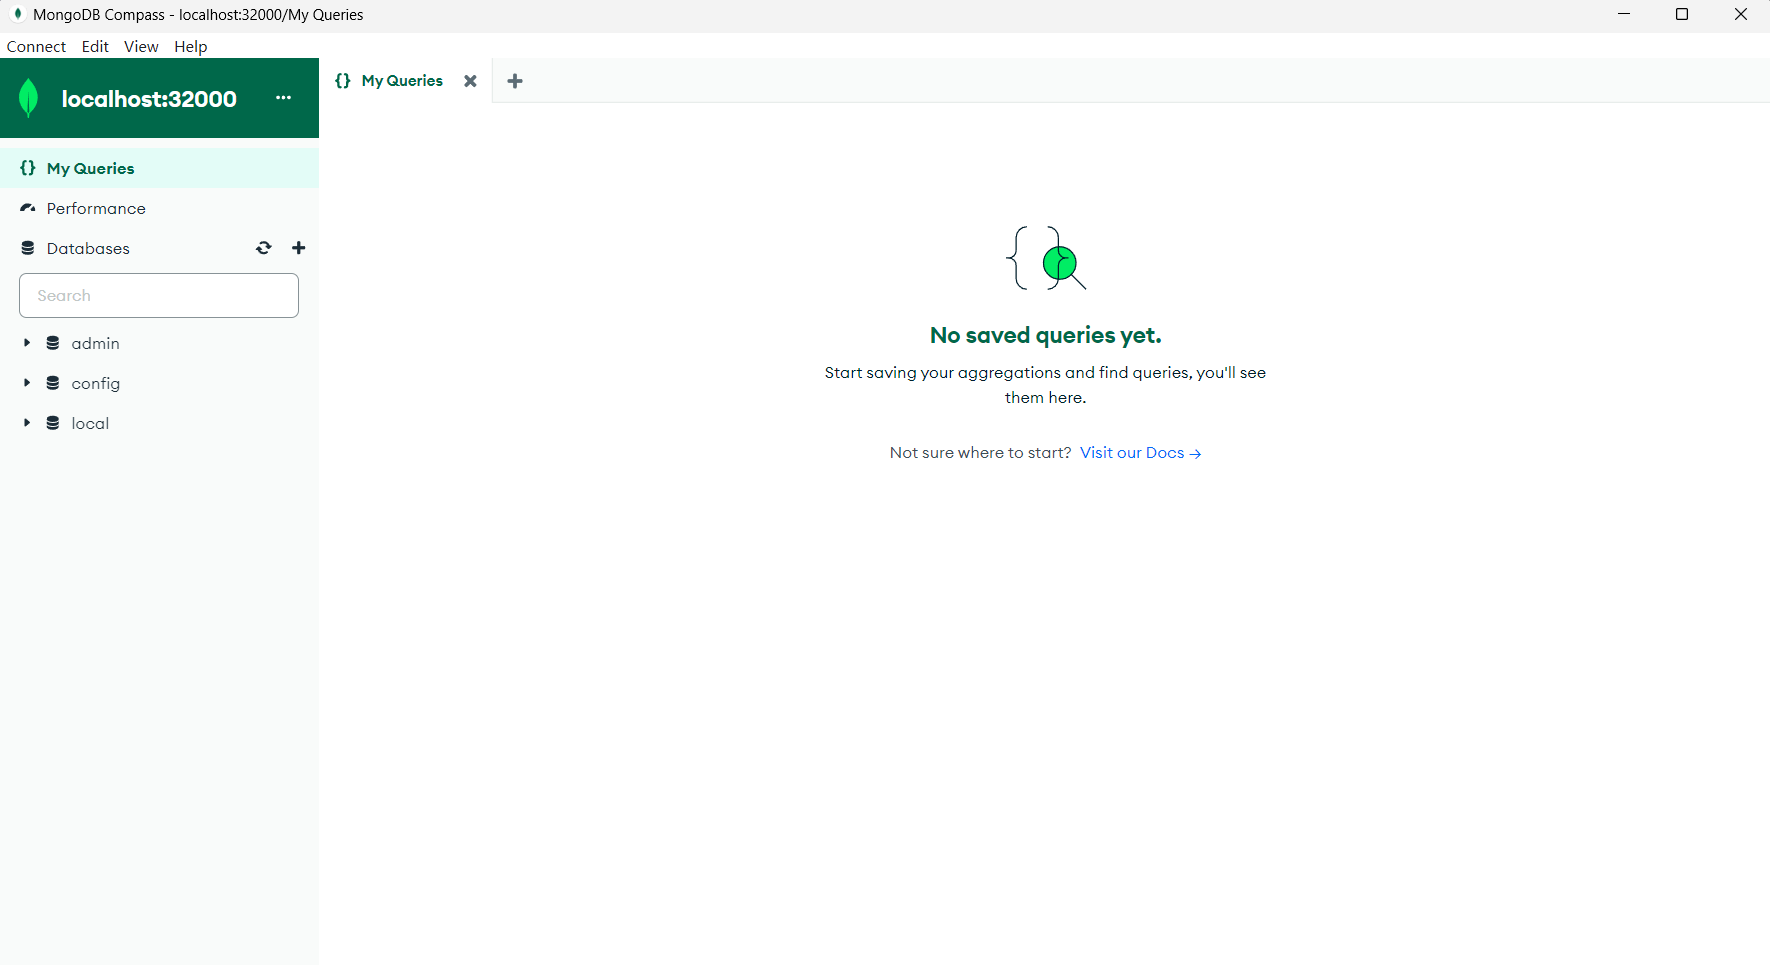 MongoDB Compass - localhost:32000/My Queries
Connect Edit View Help
localhost:32000 ...
{} My Queries
{} My Queries
Performance
Databases
Search
admin
config
local
No saved queries yet.
Start saving your aggregations and find queries, you'll see
them here.
Not sure where to start? Visit our Docs →